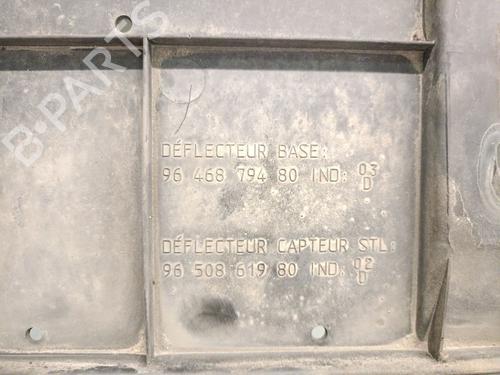 B-PARTS
DÉFLECTEUR BASE:
96 468 794 80 IND: 03
D
DÉFLECTEUR CAPTEUR STL:
96 508 619 80 IND: 02
D